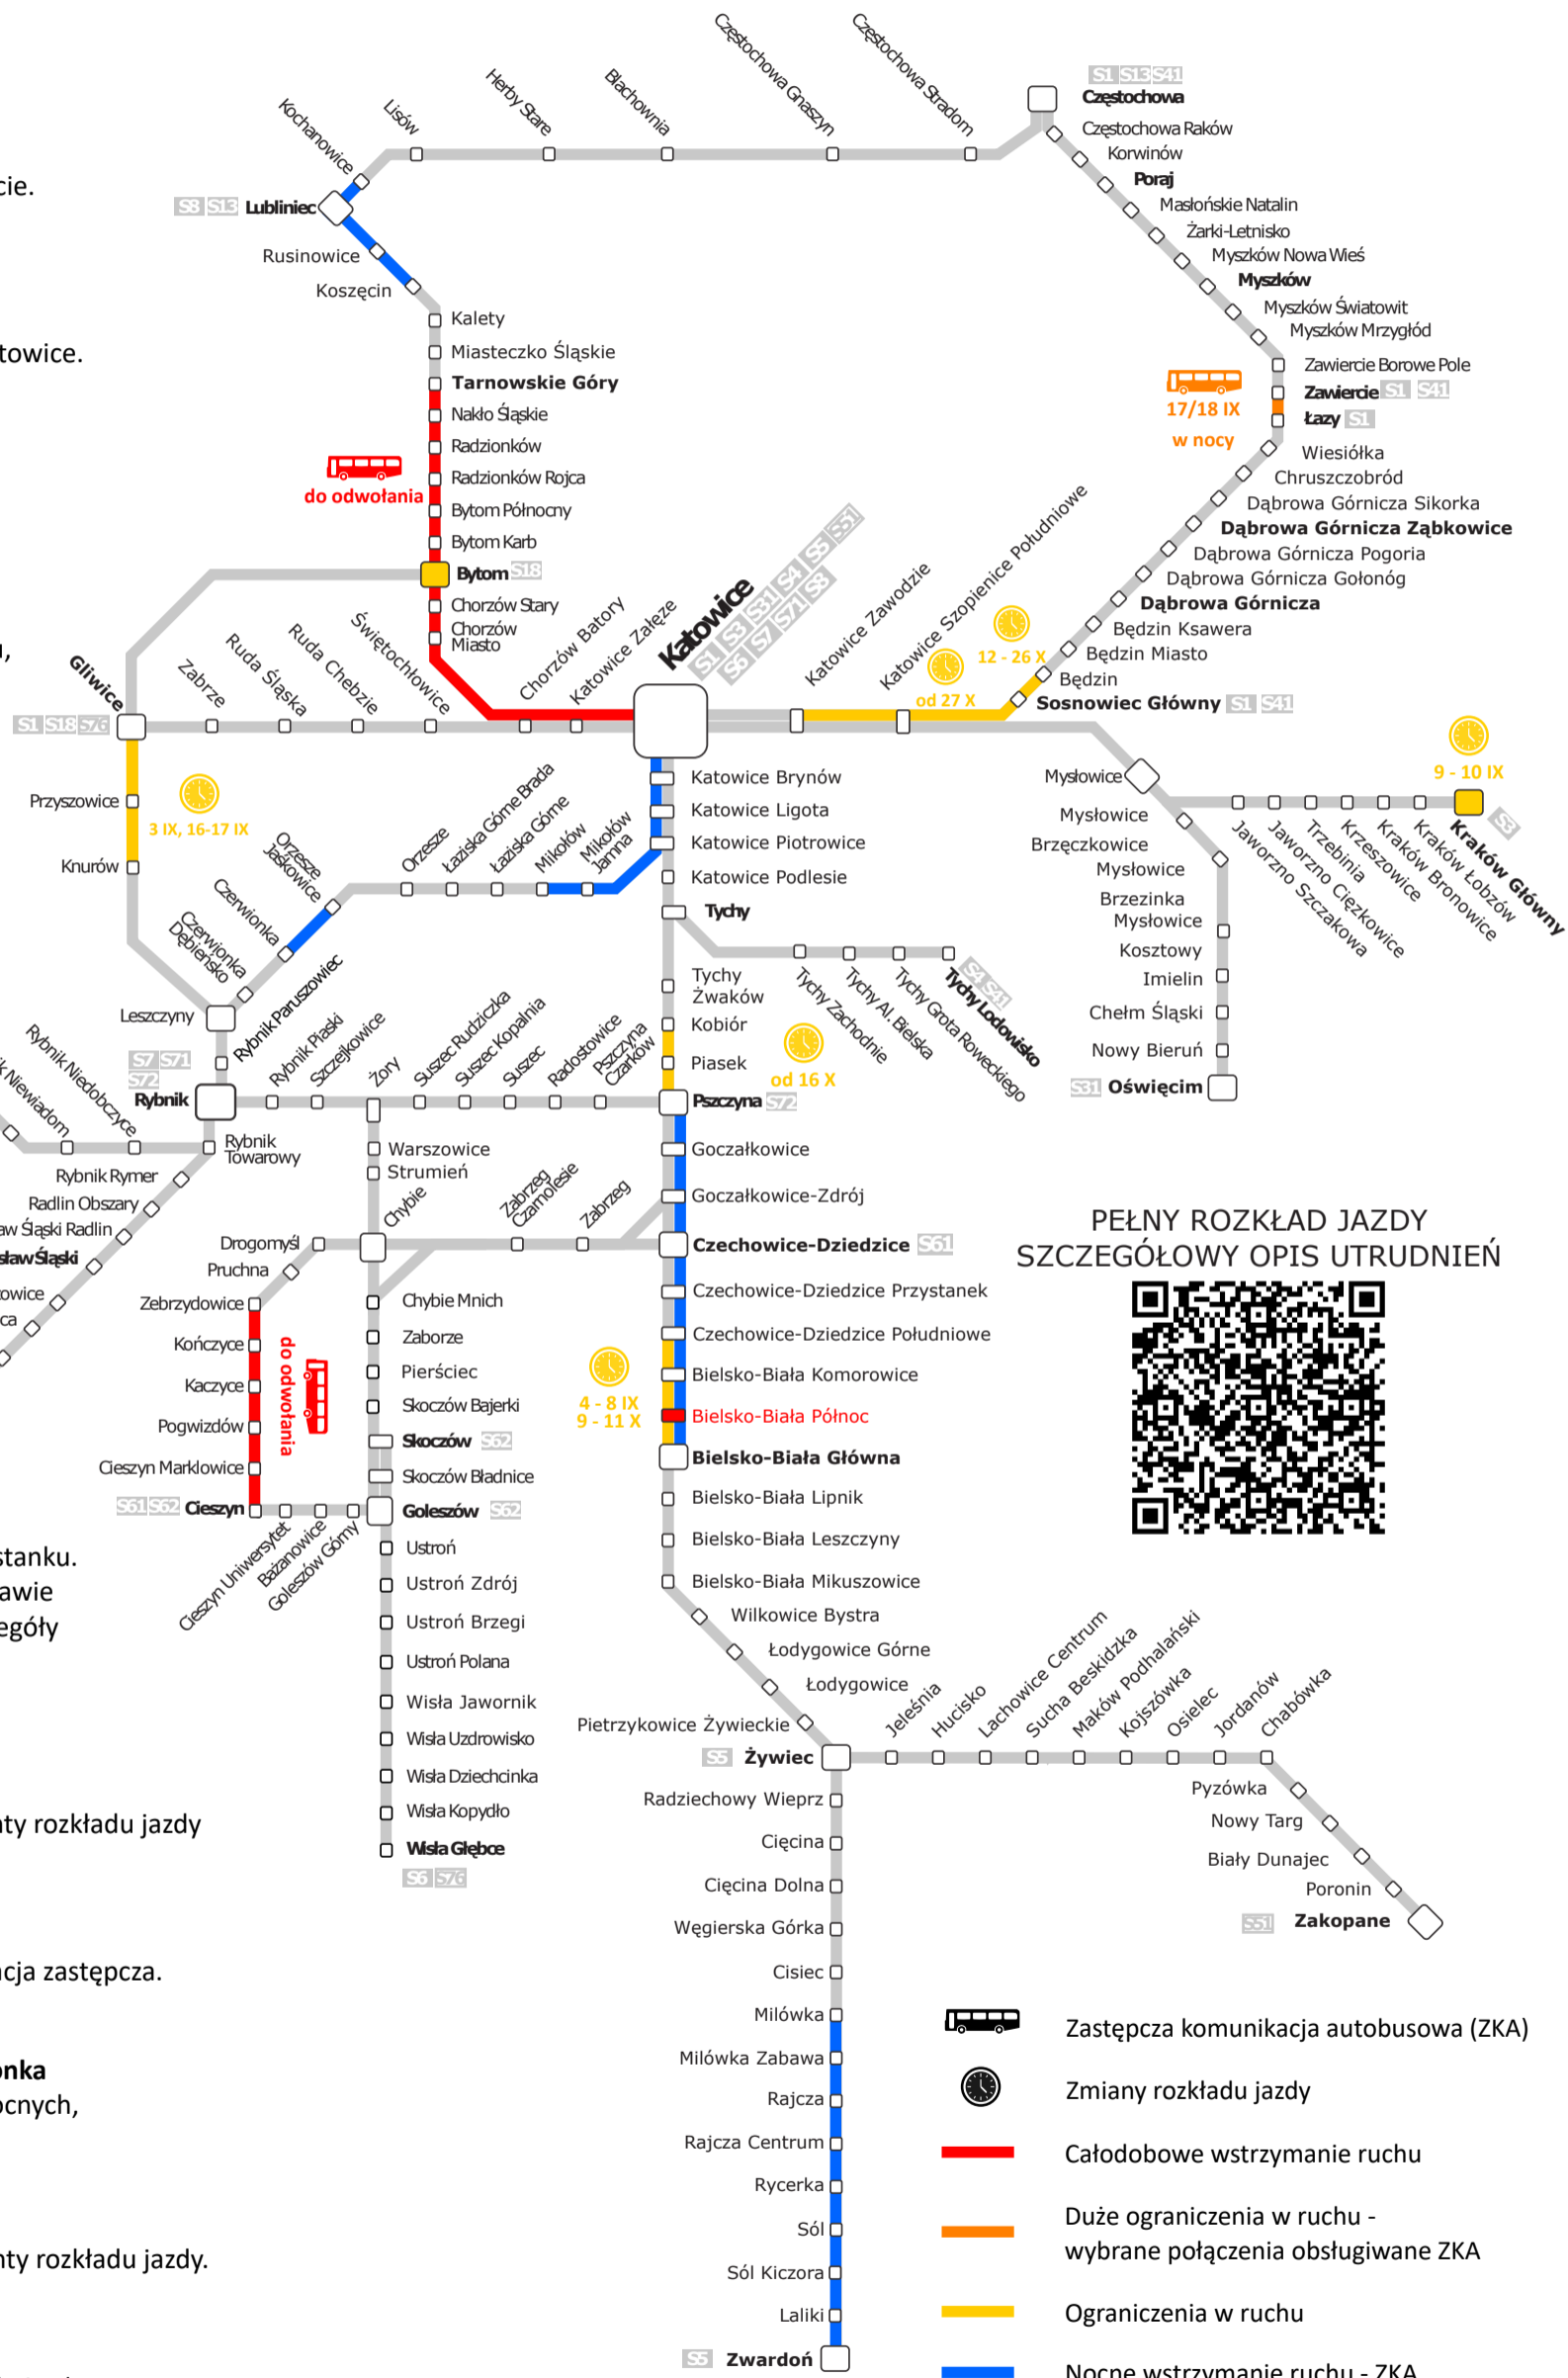 cie.
towice.
,
stanku.
awie
egóły
nty rozkładu jazdy
cja zastępcza.
onka
ocnych,
nty rozkładu jazdy.
Częstochowa Gnaszyn
Częstochowa Stradom
Herby Stare
Blachownia
Kochanowice
Lisów
S1 S13 S41
Częstochowa
Częstochowa Raków
Korwinów
Poraj
Masłońskie Natalin
Żarki-Letnisko
Myszków Nowa Wieś
Myszków
Myszków Światowit
Myszków Mrzygłód
Zawiercie Borowe Pole
Zawiercie S1 S41
Łazy S1
17/18 IX
w nocy
Wiesiółka
Chruszczobród
Dąbrowa Górnicza Sikorka
Dąbrowa Górnicza Ząbkowice
Dąbrowa Górnicza Pogoria
Dąbrowa Górnicza Gołonóg
Dąbrowa Górnicza
Będzin Ksawera
Będzin Miasto
Będzin
Sosnowiec Główny S1 S41
12 - 26 X
od 27 X
S8 S13 Lubliniec
Rusinowice
Koszęcin
Kalety
Miasteczko Śląskie
Tarnowskie Góry
Nakło Śląskie
Radzionków
Radzionków Rojca
Bytom Północny
Bytom Karb
Bytom S18
Chorzów Stary
Chorzów
Miasto
do odwołania
Gliwice
S1 S18 S76
Zabrze
Ruda Śląska
Ruda Chebzie
Świętochłowice
Chorzów Batory
Katowice Załęże
Katowice
S1 S3 S31 S4 S5 S51
S6 S7 S71 S8
Katowice Zawodzie
Katowice Szopienice Południowe
Mysłowice
Mysłowice
Brzęczkowice
Mysłowice
Brzezinka
Mysłowice
Kosztowy
Imielin
Chełm Śląski
Nowy Bieruń
S31 Oświęcim
Jaworzno Szczakowa
Jaworzno Ciężkowice
Trzebinia
Krzeszowice
Kraków Bronowice
Kraków Łobzów
Kraków Główny
S3
9 - 10 IX
Przyszowice
Knurów
3 IX, 16-17 IX
Katowice Brynów
Katowice Ligota
Katowice Piotrowice
Katowice Podlesie
Tychy
Mikołów
Jamna
Mikołów
Łaziska Górne
Łaziska Górne Brada
Orzesze
Orzesze
Jaśkowice
Czerwionka
Czerwionka
Dębieńsko
Leszczyny
Rybnik Paruszowiec
S7 S71
S72
Rybnik
Tychy Zachodnie
Tychy Al. Bielska
Tychy Grota Roweckiego
Tychy Lodowisko
S4 S41
Tychy
Żwaków
Kobiór
Piasek
od 16 X
Pszczyna S72
Rybnik Piaski
Szczejkowice
Żory
Suszec Rudziczka
Suszec Kopalnia
Suszec
Radostowice
Pszczyna
Czarków
k Niewiadom
Rybnik Niedobczyce
Rybnik
Towarowy
Rybnik Rymer
Radlin Obszary
aw Śląski Radlin
sław Śląski
owice
ca
Warszowice
Strumień
Chybie
Zabrzeg
Czarnolesie
Zabrzeg
Drogomyśl
Pruchna
Zebrzydowice
Kończyce
Kaczyce
Pogwizdów
Cieszyn Marklowice
S61 S62 Cieszyn
do odwołania
Cieszyn Uniwersytet
Bażanowice
Goleszów Górny
Chybie Mnich
Zaborze
Pierściec
Skoczów Bajerki
Skoczów S62
Skoczów Bładnice
Goleszów S62
Ustroń
Ustroń Zdrój
Ustroń Brzegi
Ustroń Polana
Wisła Jawornik
Wisła Uzdrowisko
Wisła Dziechcinka
Wisła Kopydło
Wisła Głębce
S6 S76
Goczałkowice
Goczałkowice-Zdrój
Czechowice-Dziedzice S61
Czechowice-Dziedzice Przystanek
Czechowice-Dziedzice Południowe
Bielsko-Biała Komorowice
Bielsko-Biała Północ
Bielsko-Biała Główna
4 - 8 IX
9 - 11 X
Bielsko-Biała Lipnik
Bielsko-Biała Leszczyny
Bielsko-Biała Mikuszowice
Wilkowice Bystra
Łodygowice Górne
Łodygowice
Pietrzykowice Żywieckie
S5 Żywiec
Jeleśnia
Hucisko
Lachowice Centrum
Sucha Beskidzka
Maków Podhalański
Kojszówka
Osielec
Jordanów
Chabówka
Pyzówka
Nowy Targ
Biały Dunajec
Poronin
S51 Zakopane
Radziechowy Wieprz
Cięcina
Cięcina Dolna
Węgierska Górka
Cisiec
Milówka
Milówka Zabawa
Rajcza
Rajcza Centrum
Rycerka
Sól
Sól Kiczora
Laliki
S5 Zwardoń
PEŁNY ROZKŁAD JAZDY
SZCZEGÓŁOWY OPIS UTRUDNIEŃ
Zastępcza komunikacja autobusowa (ZKA)
Zmiany rozkładu jazdy
Całodobowe wstrzymanie ruchu
Duże ograniczenia w ruchu -
wybrane połączenia obsługiwane ZKA
Ograniczenia w ruchu
Nocne wstrzymanie ruchu - ZKA